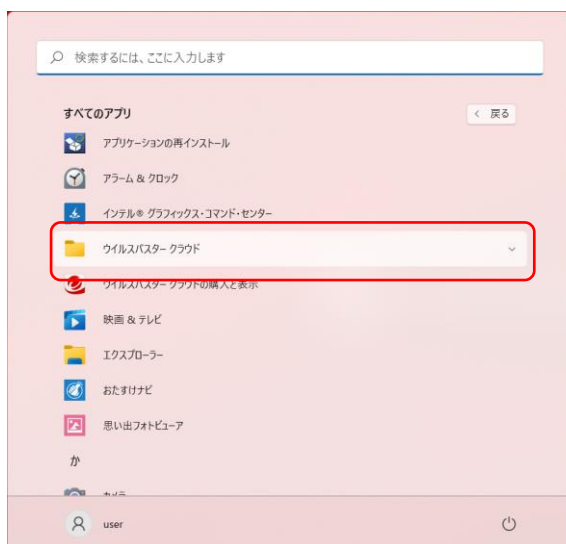 検索するには、ここに入力します
すべてのアプリ
< 戻る
アプリケーションの再インストール
アラーム & クロック
インテル® グラフィックス・コマンド・センター
ウイルスバスター クラウド
ウイルスバスター クラウドの購入と表示
映画 & テレビ
エクスプローラー
おたすけナビ
思い出フォトビューア
か
カメラ
user